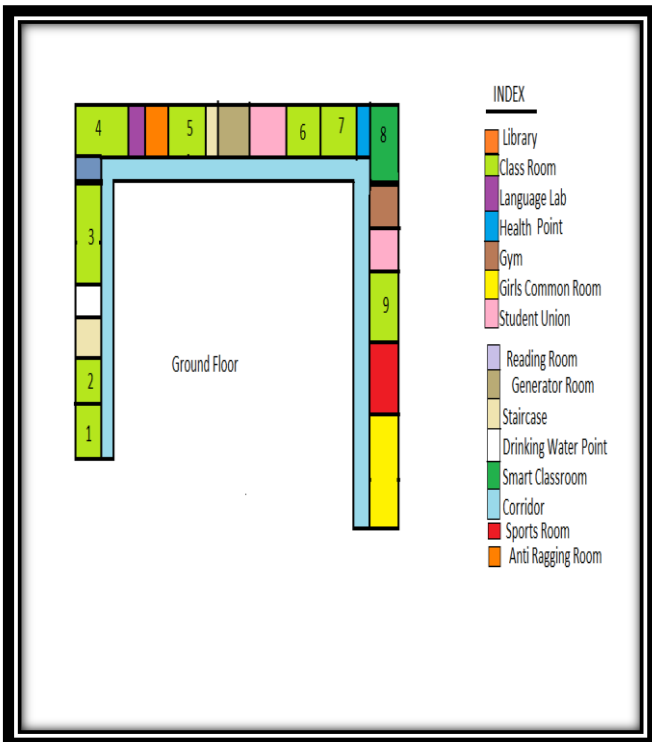 INDEX
Library
Class Room
Language Lab
Health Point
Gym
Girls Common Room
Student Union
Reading Room
Generator Room
Staircase
Drinking Water Point
Smart Classroom
Corridor
Sports Room
Anti Ragging Room
4
5
6
7
8
3
9
Ground Floor
2
1